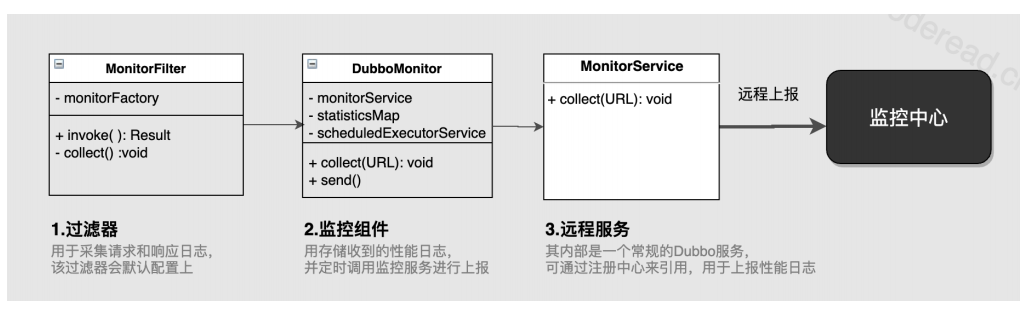 oderead.cn
MonitorFilter
- monitorFactory
+ invoke( ): Result
- collect() :void
DubboMonitor
- monitorService
- statisticsMap
- scheduledExecutorService
+ collect(URL): void
+ send()
MonitorService
+ collect(URL): void
远程上报
监控中心
1.过滤器
用于采集请求和响应日志，
该过滤器会默认配置上
2.监控组件
用存储收到的性能日志，
并定时调用监控服务进行上报
3.远程服务
其内部是一个常规的Dubbo服务，
可通过注册中心来引用，用于上报性能日志